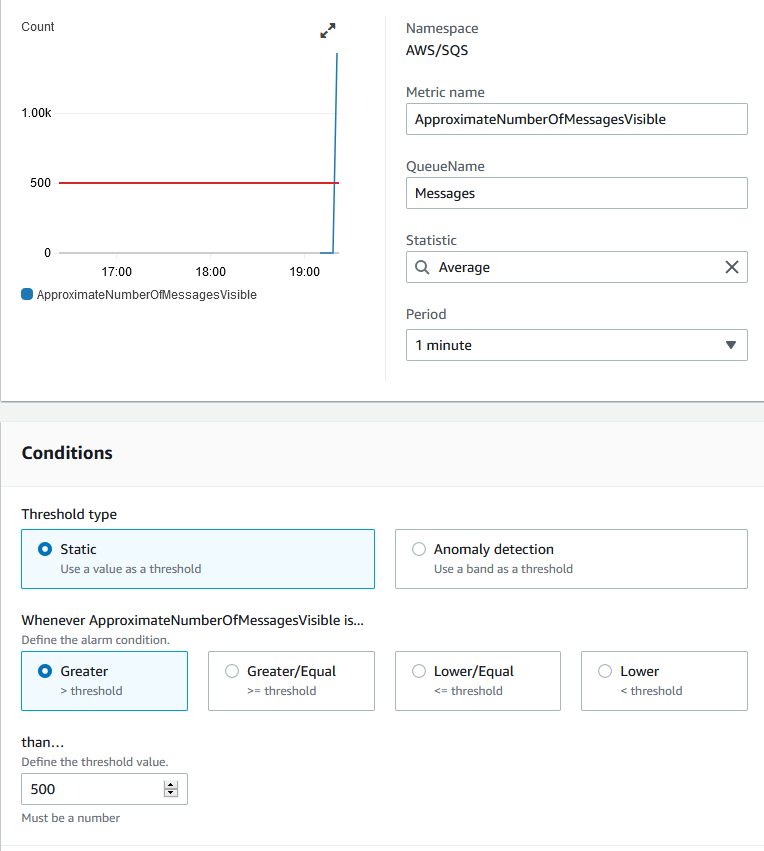 Count
1.00k
500
0
17:00 18:00 19:00
ApproximateNumberOfMessagesVisible
Namespace
AWS/SQS
Metric name
ApproximateNumberOfMessagesVisible
QueueName
Messages
Statistic
Average
Period
1 minute
Conditions
Threshold type
Static
Use a value as a threshold
Anomaly detection
Use a band as a threshold
Whenever ApproximateNumberOfMessagesVisible is...
Define the alarm condition.
Greater
> threshold
Greater/Equal
>= threshold
Lower/Equal
<= threshold
Lower
< threshold
than...
Define the threshold value.
500
Must be a number